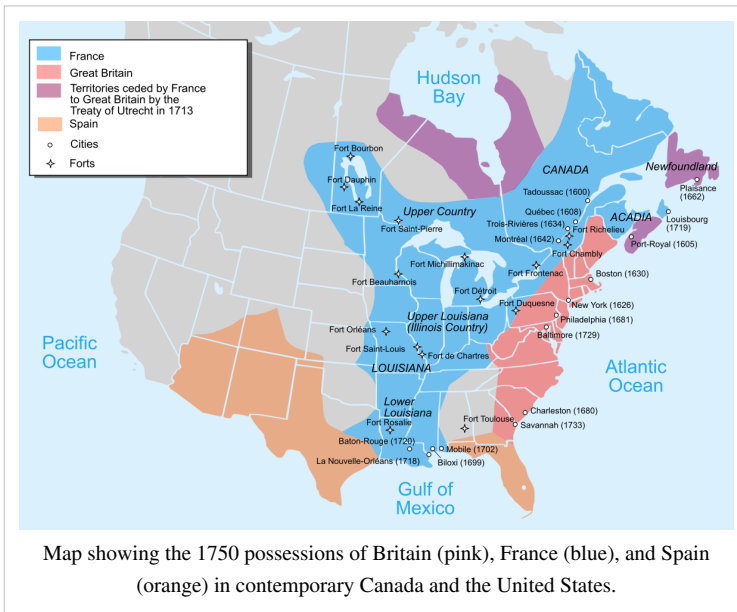 France
Great Britain
Territories ceded by France
to Great Britain by the
Treaty of Utrecht in 1713
Spain
Cities
Forts
Hudson
Bay
Fort Bourbon
Fort Dauphin
Fort La Reine
CANADA
Newfoundland
Plaisance
(1662)
Tadoussac (1600)
Upper Country
Québec (1608)
ACADIA
Louisbourg
(1719)
Fort Saint-Pierre
Trois-Rivières (1634)
Fort Richelieu
Montréal (1642)
Port-Royal (1605)
Fort Chambly
Fort Michillimakinac
Fort Frontenac
Fort Beauharnois
Boston (1630)
Fort Détroit
Fort Duquesne
New York (1626)
Upper Louisiana
(Illinois Country)
Philadelphia (1681)
Fort Orléans
Baltimore (1729)
Pacific
Ocean
Fort Saint-Louis
Fort de Chartres
LOUISIANA
Atlantic
Ocean
Lower
Louisiana
Charleston (1680)
Fort Toulouse
Fort Rosalie
Savannah (1733)
Baton-Rouge (1720)
Mobile (1702)
La Nouvelle-Orléans (1718)
Biloxi (1699)
Gulf of
Mexico
Map showing the 1750 possessions of Britain (pink), France (blue), and Spain
(orange) in contemporary Canada and the United States.